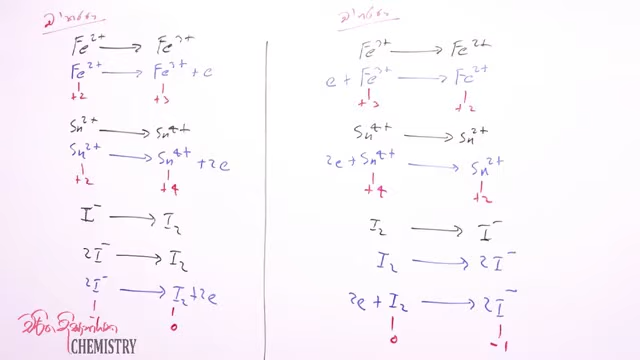 Fe²⁺ → Fe³⁺
Fe²⁺ → Fe³⁺ + e
+2 +3
Sn²⁺ → Sn⁴⁺
Sn²⁺ → Sn⁴⁺ + 2e
+2 +4
I⁻ → I₂
2I⁻ → I₂
2I⁻ → I₂ + 2e
0
CHEMISTRY
Fe³⁺ → Fe²⁺
e + Fe³⁺ → Fe²⁺
+3 +2
Sn⁴⁺ → Sn²⁺
2e + Sn⁴⁺ → Sn²⁺
+4 +2
I₂ → I⁻
I₂ → 2I⁻
2e + I₂ → 2I⁻
0 -1